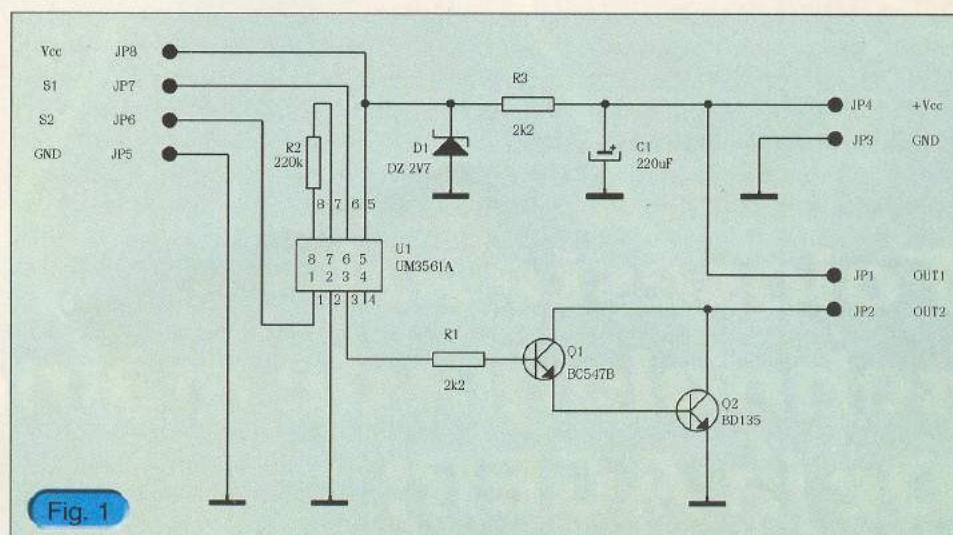 Vcc JP8
S1 JP7
S2 JP6
GND JP5
R2
220k
8 7 6 5
8 7 6 5
1 2 3 4
1 2 3 4
U1
UM3561A
D1
DZ 2V7
R3
2k2
C1
+
220uF
JP4 +Vcc
JP3 GND
JP1 OUT1
JP2 OUT2
R1
2k2
Q1
BC547B
Q2
BD135
Fig. 1